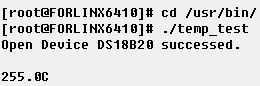 [root@FORLINX6410]# cd /usr/bin/
[root@FORLINX6410]# ./temp_test
Open Device DS18B20 successed.
255.0C